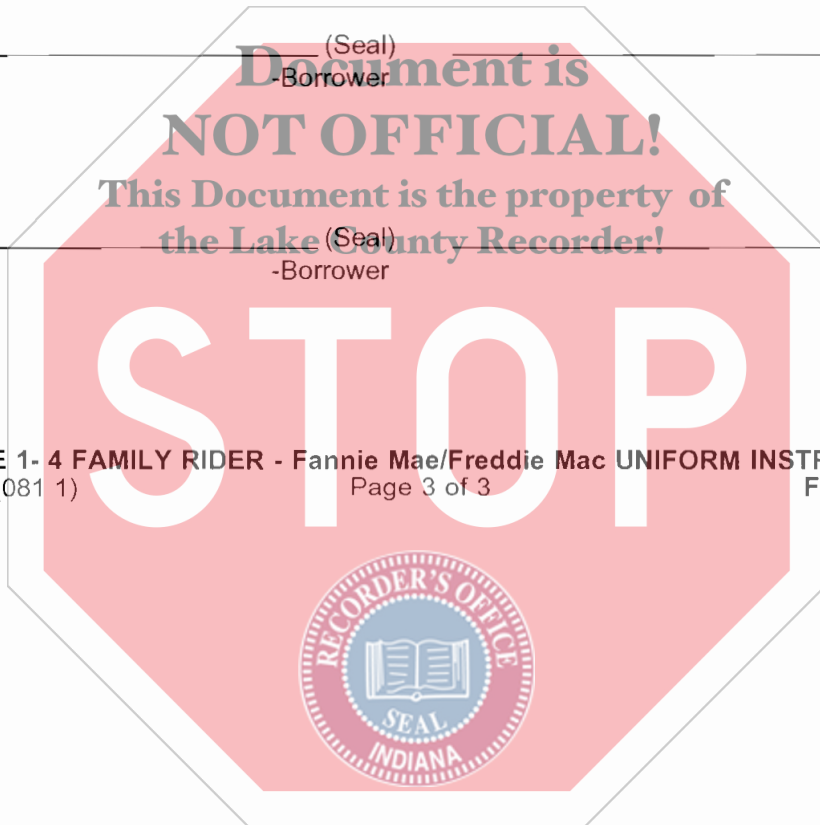 (Seal)
Document is
-Borrower
NOT OFFICIAL!
This Document is the property of
the Lake County Recorder!
(Seal)
-Borrower
STOP
E 1- 4 FAMILY RIDER - Fannie Mae/Freddie Mac UNIFORM INSTR
081 1)
Page 3 of 3
F
RECORDER'S OFFICE
SEAL
INDIANA